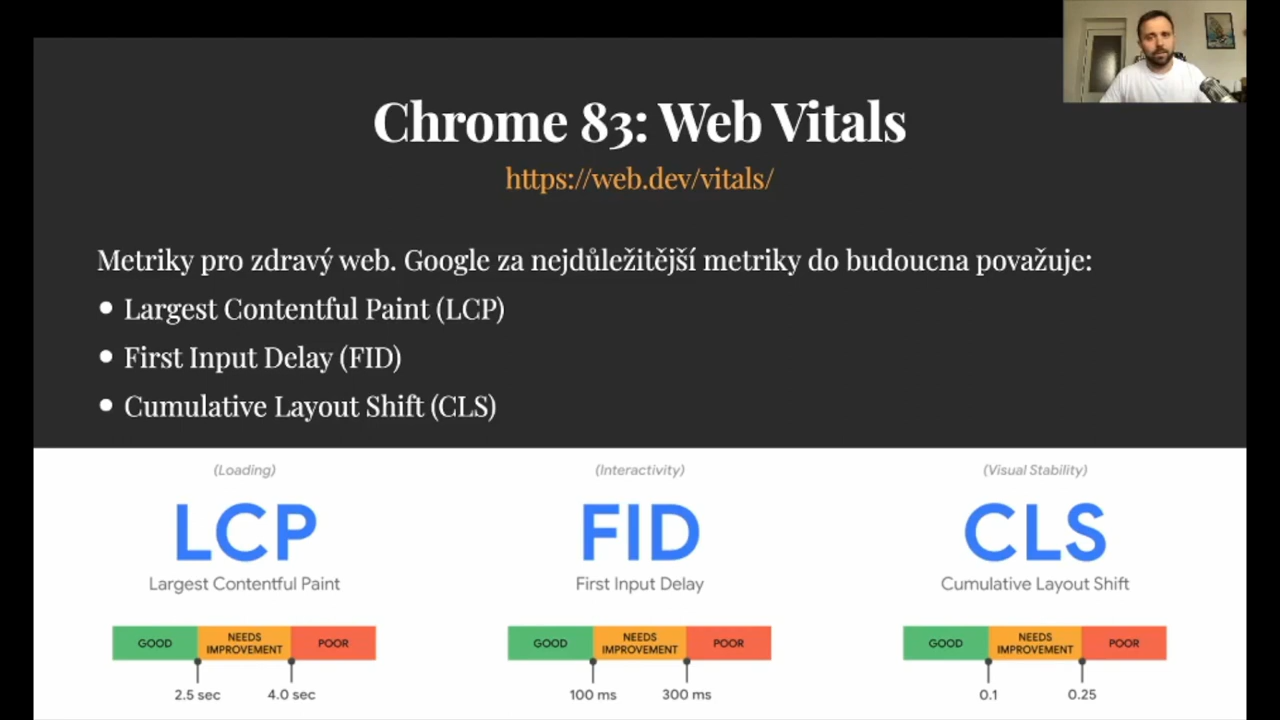 Chrome 83: Web Vitals
https://web.dev/vitals/
Metriky pro zdravý web. Google za nejdůležitější metriky do budoucna považuje:
• Largest Contentful Paint (LCP)
• First Input Delay (FID)
• Cumulative Layout Shift (CLS)
(Loading)
LCP
Largest Contentful Paint
GOOD
NEEDS
IMPROVEMENT
POOR
2.5 sec
4.0 sec
(Interactivity)
FID
First Input Delay
GOOD
NEEDS
IMPROVEMENT
POOR
100 ms
300 ms
(Visual Stability)
CLS
Cumulative Layout Shift
GOOD
NEEDS
IMPROVEMENT
POOR
0.1
0.25